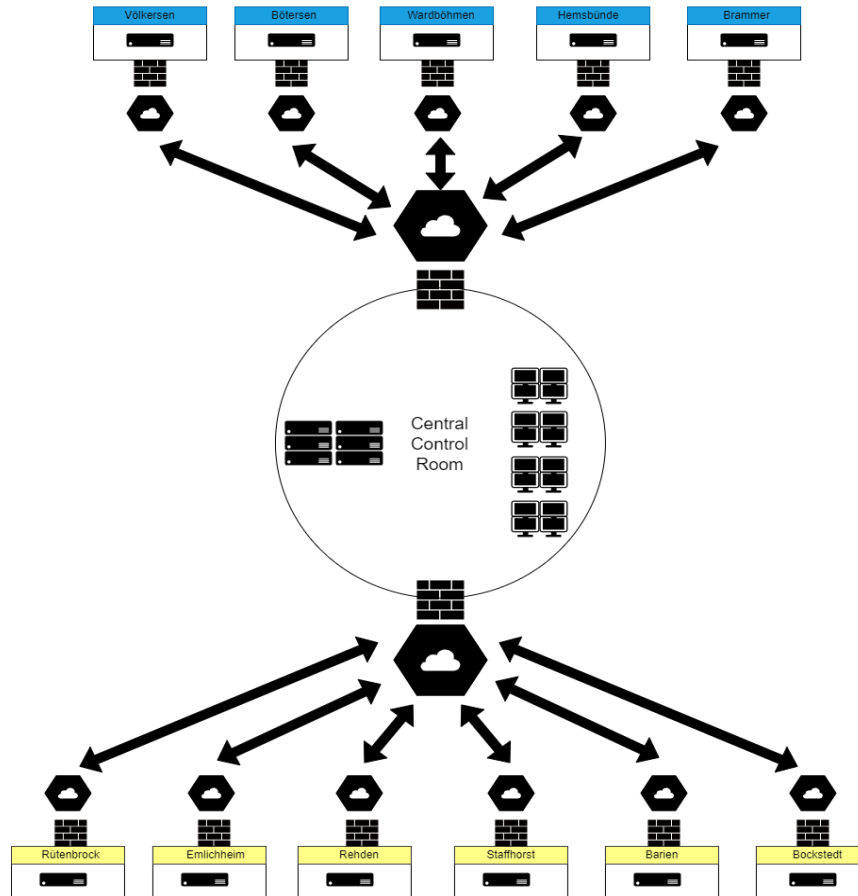 Völkersen
Bötersen
Wardböhmen
Hemsbünde
Brammer
Central
Control
Room
Rütenbrock
Emlichheim
Rehden
Staffhorst
Barien
Bockstedt